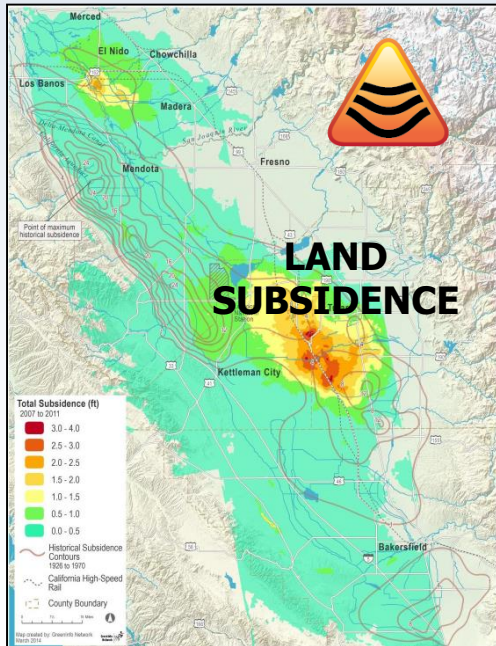 Merced
El Nido
Chowchilla
Los Banos
Madera
Delta Mendota Canal
San Joaquin River
Fresno
Mendota
Point of maximum
historical subsidence
LAND
SUBSIDENCE
Kettleman City
Total Subsidence (ft)
2007 to 2011
3.0 - 4.0
2.5 - 3.0
2.0 - 2.5
1.5 - 2.0
1.0 - 1.5
0.5 - 1.0
0.0 - 0.5
Historical Subsidence
Contours
1926 to 1970
California High-Speed
Rail
County Boundary
Bakersfield
Map created by: GreenInfo Network
March 2014